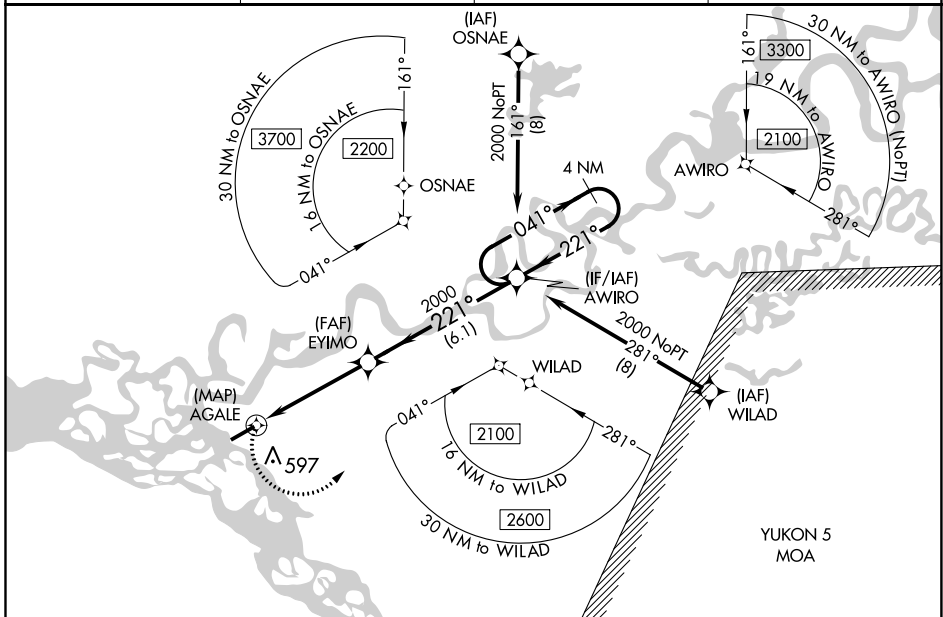 (IAF)
OSNAE
2000 NoPT
161°
(8)
30 NM to OSNAE
3700
16 NM to OSNAE
2200
161°
OSNAE
041°
161°
3300
30 NM to AWIRO (NoPT)
19 NM to AWIRO
2100
AWIRO
281°
4 NM
041°
221°
(IF/IAF)
AWIRO
2000
221°
(6.1)
(FAF)
EYIMO
2000 NoPT
281°
(8)
(IAF)
WILAD
(MAP)
AGALE
597
WILAD
041°
2100
281°
16 NM to WILAD
2600
30 NM to WILAD
YUKON 5
MOA